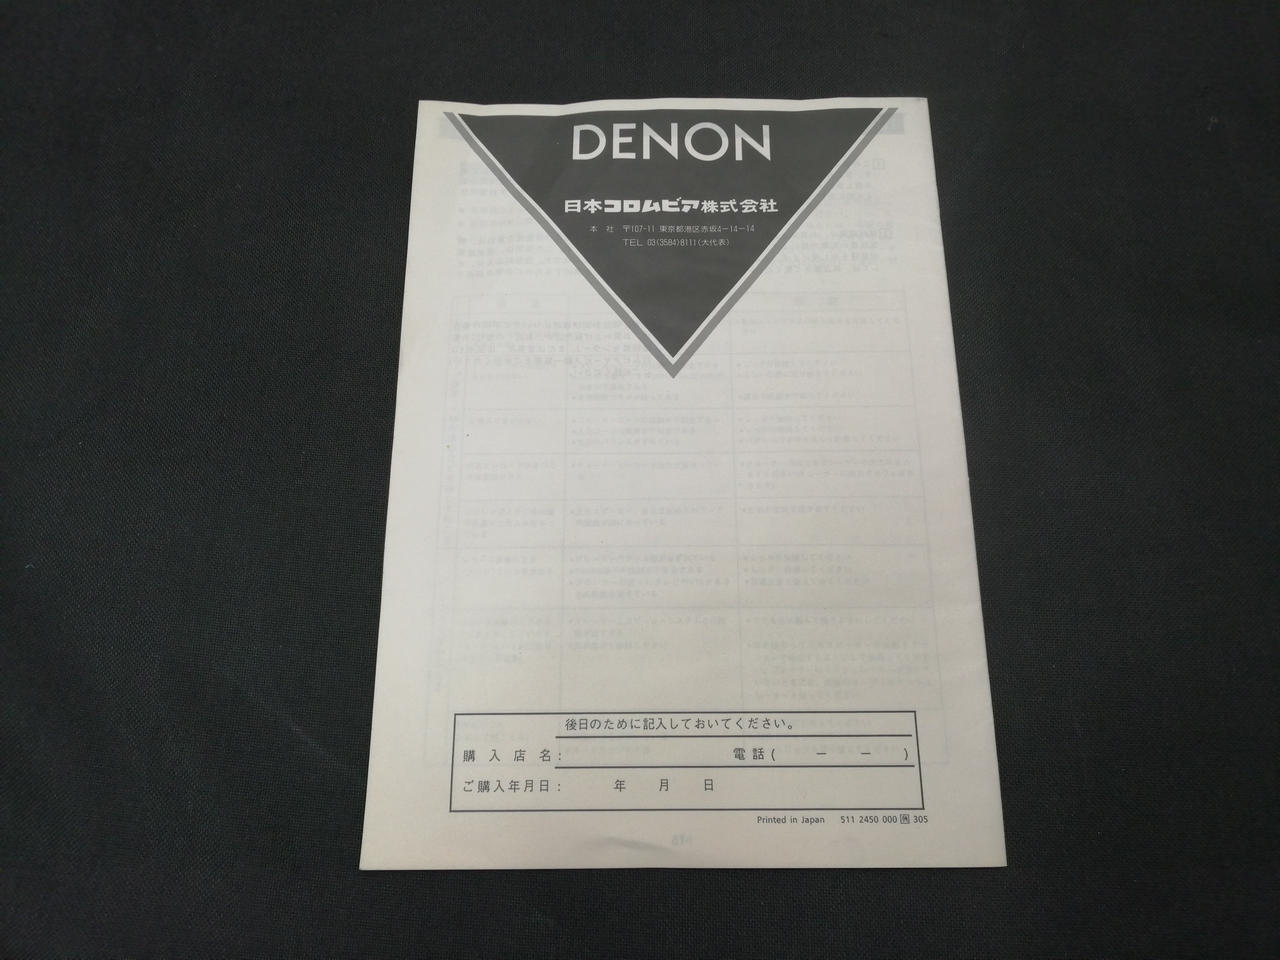 DENON
日本コロムビア株式会社
本 社 〒107-11 東京都港区赤坂4-14-14
TEL 03(3584)8111(大代表)
後日のために記入しておいてください。
購入店名: 電話( － － )
ご購入年月日: 年 月 日
Printed in Japan 511 2450 000 305